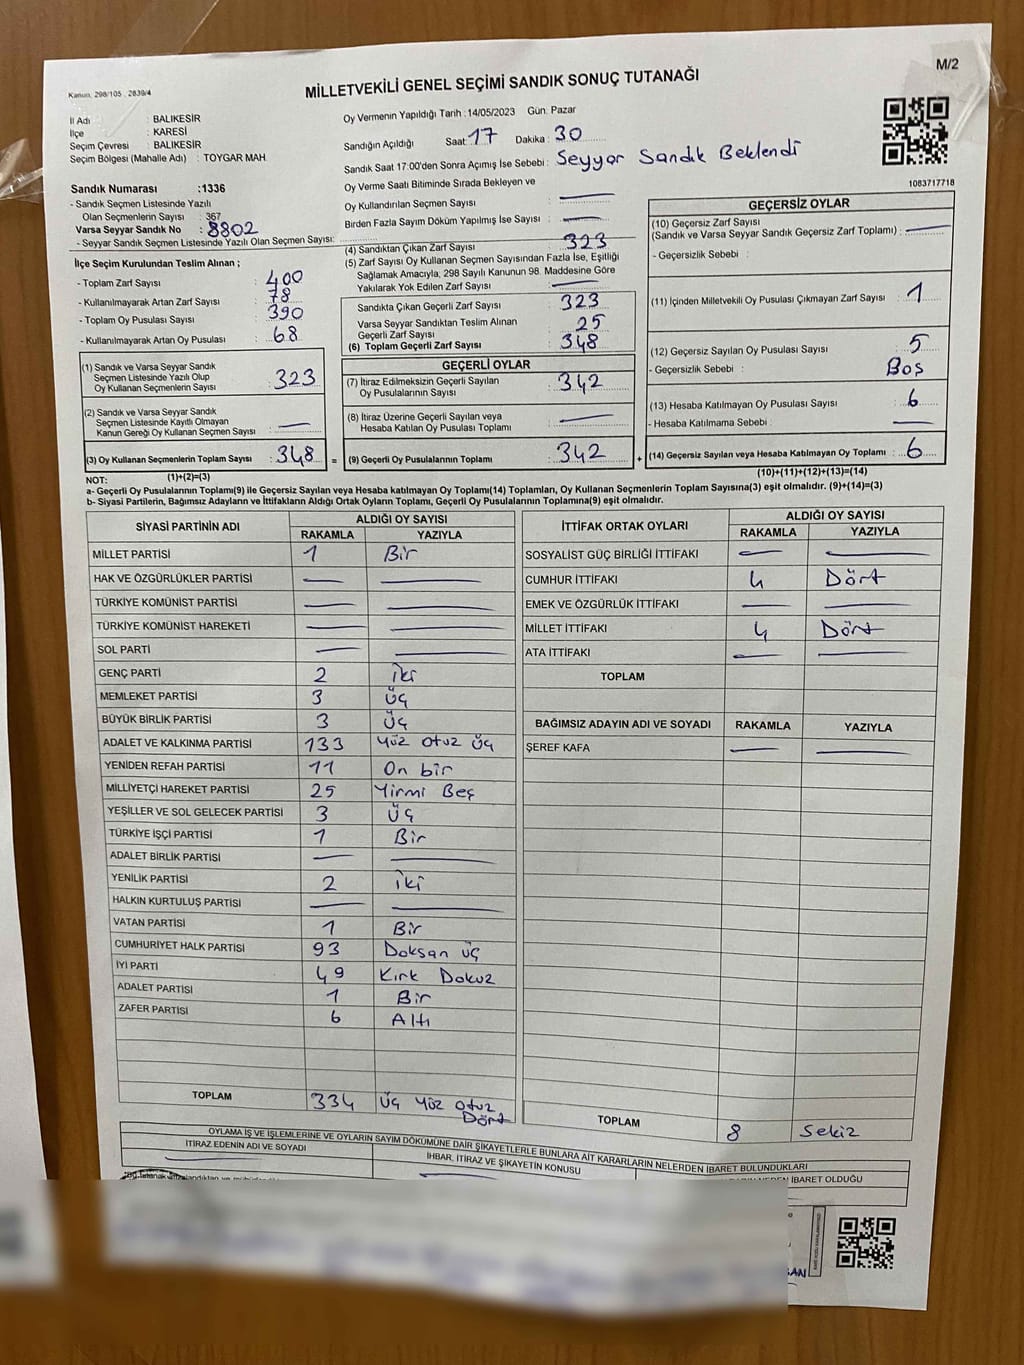 Kanun, 298/105 , 2839/4
MİLLETVEKİLİ GENEL SEÇİMİ SANDIK SONUÇ TUTANAĞI
M/2
İl Adı : BALIKESİR
İlçe : KARESİ
Seçim Çevresi : BALIKESİR
Seçim Bölgesi (Mahalle Adı) : TOYGAR MAH.
Oy Vermenin Yapıldığı Tarih :14/05/2023 Gün: Pazar
Sandığın Açıldığı Saat: 17 Dakika: 30
Sandık Saat 17:00'den Sonra Açımış İse Sebebi : Seyyar Sandık Beklendi
1083717718
Sandık Numarası :1336
- Sandık Seçmen Listesinde Yazılı
Olan Seçmenlerin Sayısı : 367
Varsa Seyyar Sandık No : 8802
- Seyyar Sandık Seçmen Listesinde Yazılı Olan Seçmen Sayısı:
Oy Verme Saati Bitiminde Sırada Bekleyen ve
Oy Kullandırılan Seçmen Sayısı : —
Birden Fazla Sayım Döküm Yapılmış İse Sayısı : —
İlçe Seçim Kurulundan Teslim Alınan ;
- Toplam Zarf Sayısı : 400
- Kullanılmayarak Artan Zarf Sayısı : 78
- Toplam Oy Pusulası Sayısı : 390
- Kullanılmayarak Artan Oy Pusulası : 68
(4) Sandıktan Çıkan Zarf Sayısı : 323
(5) Zarf Sayısı Oy Kullanan Seçmen Sayısından Fazla İse, Eşitliği
Sağlamak Amacıyla, 298 Sayılı Kanunun 98. Maddesine Göre
Yakılarak Yok Edilen Zarf Sayısı : —
Sandıkta Çıkan Geçerli Zarf Sayısı : 323
Varsa Seyyar Sandıktan Teslim Alınan
Geçerli Zarf Sayısı : 25
(6) Toplam Geçerli Zarf Sayısı : 348
GEÇERSİZ OYLAR
(10) Geçersiz Zarf Sayısı
(Sandık ve Varsa Seyyar Sandık Geçersiz Zarf Toplamı) : —
- Geçersizlik Sebebi :
(11) İçinden Milletvekili Oy Pusulası Çıkmayan Zarf Sayısı : 1
(12) Geçersiz Sayılan Oy Pusulası Sayısı : 5
- Geçersizlik Sebebi : Boş
(13) Hesaba Katılmayan Oy Pusulası Sayısı : 6
- Hesaba Katılmama Sebebi : —
(14) Geçersiz Sayılan veya Hesaba Katılmayan Oy Toplamı : 6
(10)+(11)+(12)+(13)=(14)
(1) Sandık ve Varsa Seyyar Sandık
Seçmen Listesinde Yazılı Olup
Oy Kullanan Seçmenlerin Sayısı : 323
(2) Sandık ve Varsa Seyyar Sandık
Seçmen Listesinde Kayıtlı Olmayan
Kanun Gereği Oy Kullanan Seçmen Sayısı : —
(3) Oy Kullanan Seçmenlerin Toplam Sayısı : 348 =
(1)+(2)=(3)
GEÇERLİ OYLAR
(7) İtiraz Edilmeksizin Geçerli Sayılan
Oy Pusulalarının Sayısı : 342
(8) İtiraz Üzerine Geçerli Sayılan veya
Hesaba Katılan Oy Pusulası Toplamı : —
(9) Geçerli Oy Pusulalarının Toplamı : 342 +
NOT:
a- Geçerli Oy Pusulalarının Toplamı(9) ile Geçersiz Sayılan veya Hesaba katılmayan Oy Toplamı(14) Toplamları, Oy Kullanan Seçmenlerin Toplam Sayısına(3) eşit olmalıdır. (9)+(14)=(3)
b- Siyasi Partilerin, Bağımsız Adayların ve İttifakların Aldığı Ortak Oyların Toplamı, Geçerli Oy Pusulalarının Toplamına(9) eşit olmalıdır.
SİYASİ PARTİNİN ADI ALDIĞI OY SAYISI
RAKAMLA YAZIYLA
MİLLET PARTİSİ 1 Bir
HAK VE ÖZGÜRLÜKLER PARTİSİ — —
TÜRKİYE KOMÜNİST PARTİSİ — —
TÜRKİYE KOMÜNİST HAREKETİ — —
SOL PARTİ — —
GENÇ PARTİ 2 İki
MEMLEKET PARTİSİ 3 Üç
BÜYÜK BİRLİK PARTİSİ 3 Üç
ADALET VE KALKINMA PARTİSİ 133 Yüz Otuz Üç
YENİDEN REFAH PARTİSİ 11 On bir
MİLLİYETÇİ HAREKET PARTİSİ 25 Yirmi Beş
YEŞİLLER VE SOL GELECEK PARTİSİ 3 Üç
TÜRKİYE İŞÇİ PARTİSİ 1 Bir
ADALET BİRLİK PARTİSİ — —
YENİLİK PARTİSİ 2 İki
HALKIN KURTULUŞ PARTİSİ — —
VATAN PARTİSİ 1 Bir
CUMHURİYET HALK PARTİSİ 93 Doksan üç
İYİ PARTİ 49 Kırk Dokuz
ADALET PARTİSİ 1 Bir
ZAFER PARTİSİ 6 Altı
TOPLAM 334 Üç Yüz Otuz
Dört
İTTİFAK ORTAK OYLARI ALDIĞI OY SAYISI
RAKAMLA YAZIYLA
SOSYALİST GÜÇ BİRLİĞİ İTTİFAKI — —
CUMHUR İTTİFAKI 4 Dört
EMEK VE ÖZGÜRLÜK İTTİFAKI — —
MİLLET İTTİFAKI 4 Dört
ATA İTTİFAKI — —
TOPLAM
BAĞIMSIZ ADAYIN ADI VE SOYADI RAKAMLA YAZIYLA
ŞEREF KAFA — —
TOPLAM 8 Sekiz
OYLAMA İŞ VE İŞLEMLERİNE VE OYLARIN SAYIM DÖKÜMÜNE DAİR ŞİKAYETLERLE BUNLARA AİT KARARLARIN NELERDEN İBARET BULUNDUKLARI
İTİRAZ EDENİN ADI VE SOYADI İHBAR, İTİRAZ VE ŞİKAYETİN KONUSU İBARET OLDUĞU